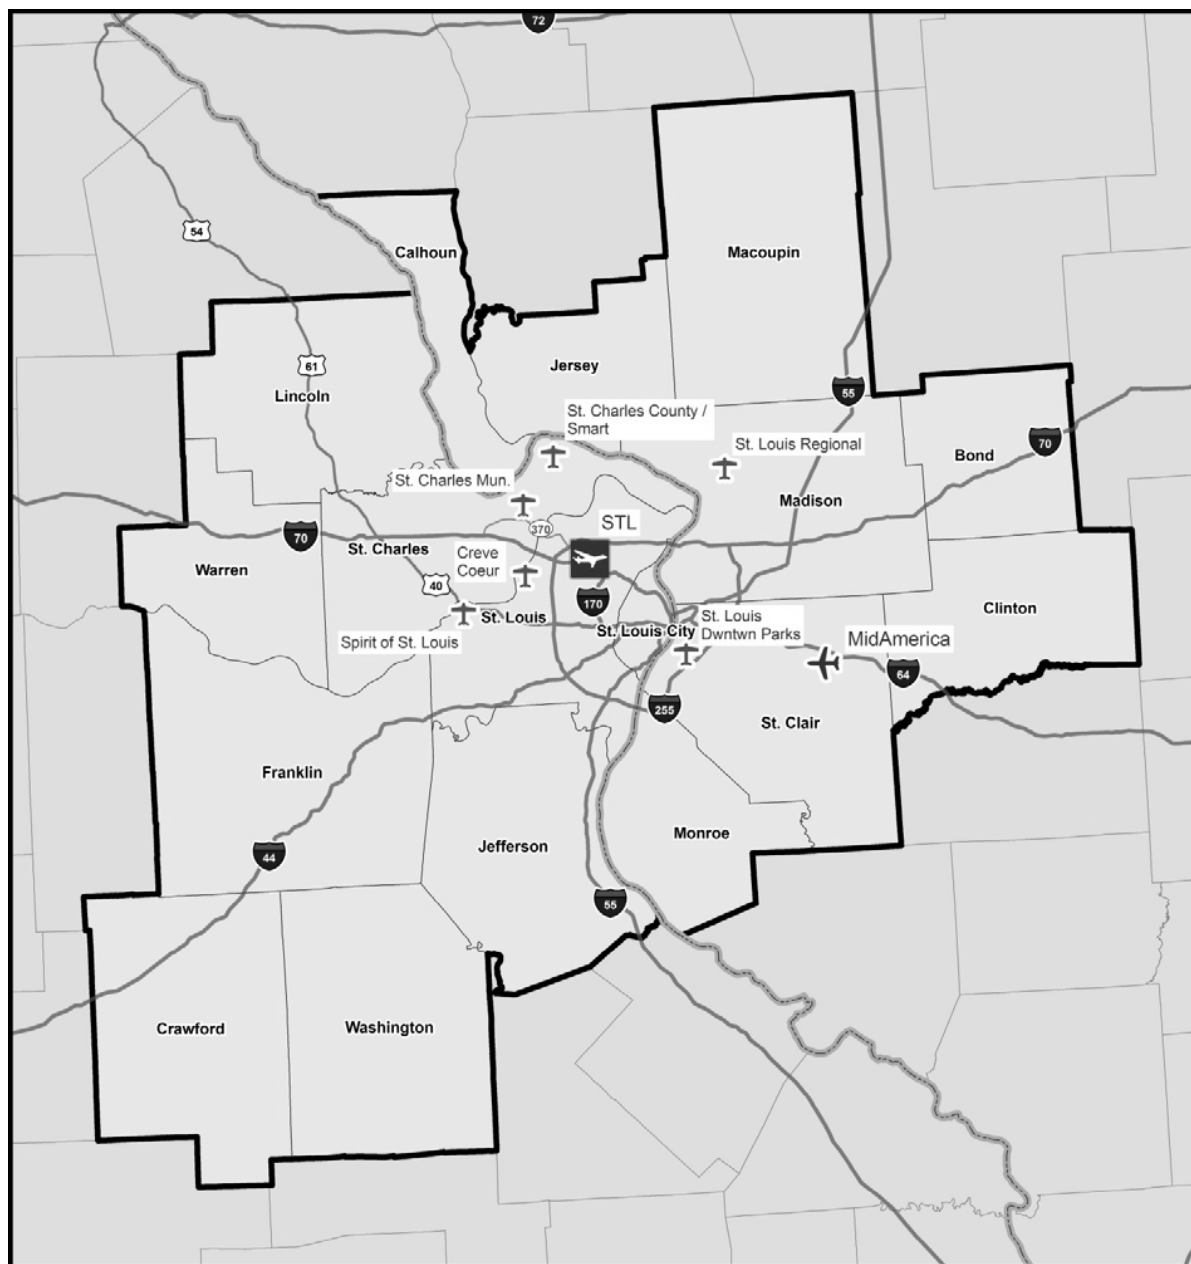 72
54
Calhoun
Macoupin
61
Jersey
55
Lincoln
St. Charles County /
Smart
St. Louis Regional
70
Bond
St. Charles Mun.
Madison
370
STL
70
St. Charles
Creve
Coeur
Warren
40
170
St. Louis
Clinton
St. Louis
Dwntwn Parks
St. Louis City
Spirit of St. Louis
MidAmerica
64
255
St. Clair
Franklin
Monroe
Jefferson
44
55
Crawford
Washington